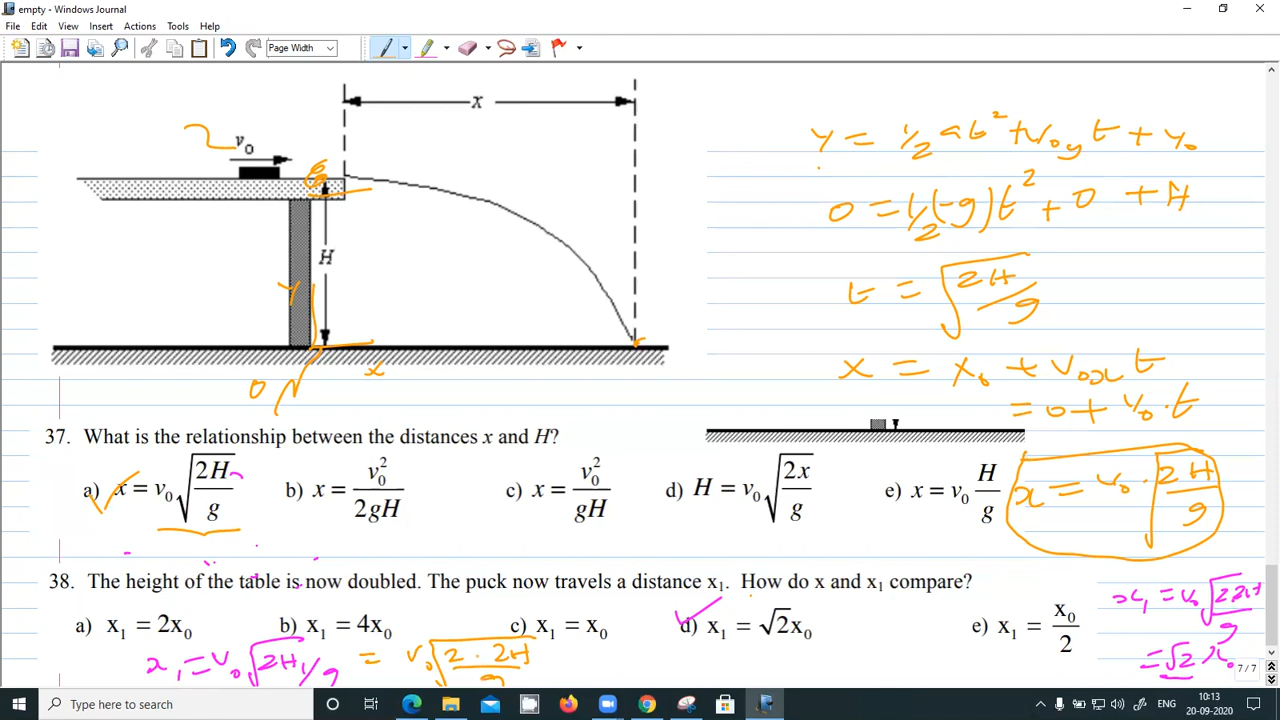 empty - Windows Journal
File Edit View Insert Actions Tools Help
Page Width
x
v₀
H
Y
O
x
y = ½ at² + v₀y t + y₀
0 = ½(-g)t² + 0 + H
t = √(2H/g)
x = x₀ + v₀x t
= 0 + v₀ · t
x = v₀ · √(2H/g)
37. What is the relationship between the distances x and H?
a) x = v₀ √(2H/g) b) x = v₀²/2gH c) x = v₀²/gH d) H = v₀ √(2x/g) e) x = v₀ H/g
38. The height of the table is now doubled. The puck now travels a distance x₁. How do x and x₁ compare?
a) x₁ = 2x₀ b) x₁ = 4x₀ c) x₁ = x₀ d) x₁ = √2x₀ e) x₁ = x₀/2
x₁ = v₀ √(2H₁/g) = v₀ √(2 · 2H/g)
x₁ = v₀ √(2 2H/g)
= √2 x₀
7 / 7
Type here to search
ENG
10:13
20-09-2020